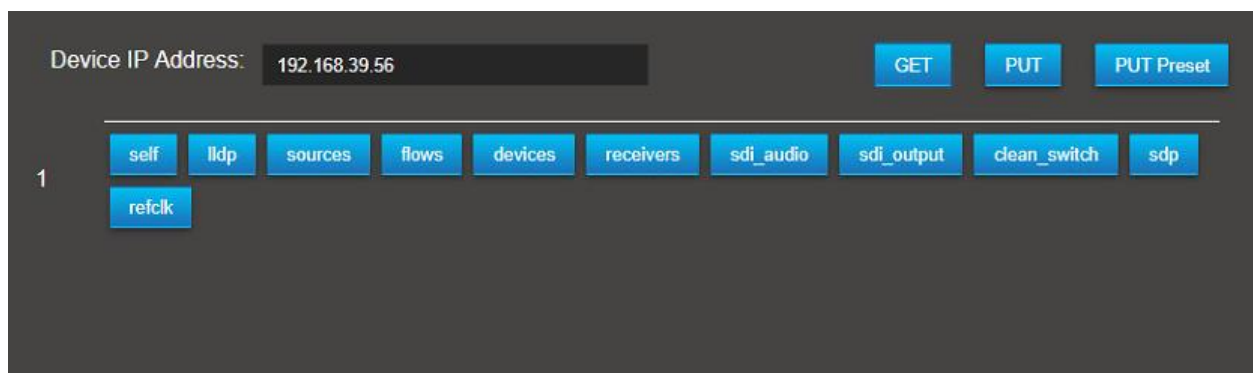 Device IP Address: 192.168.39.56 GET PUT PUT Preset
self lldp sources flows devices receivers sdi_audio sdi_output clean_switch sdp
1
refclk